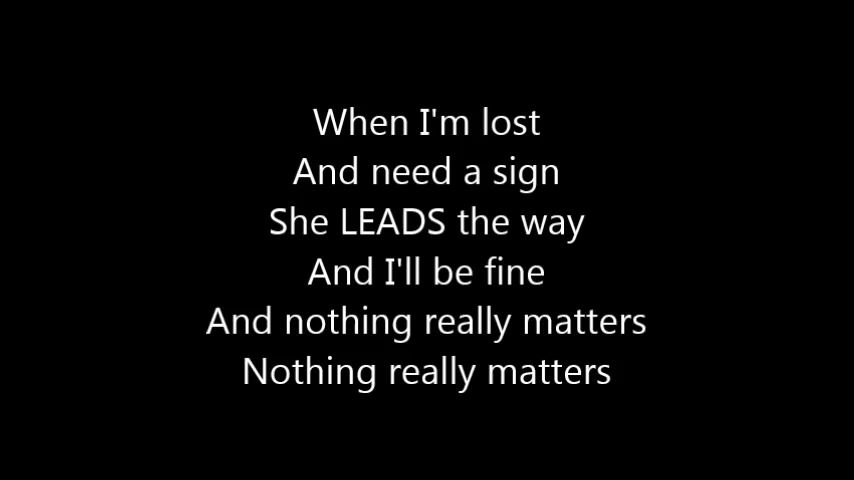 When I'm lost
And need a sign
She LEADS the way
And I'll be fine
And nothing really matters
Nothing really matters